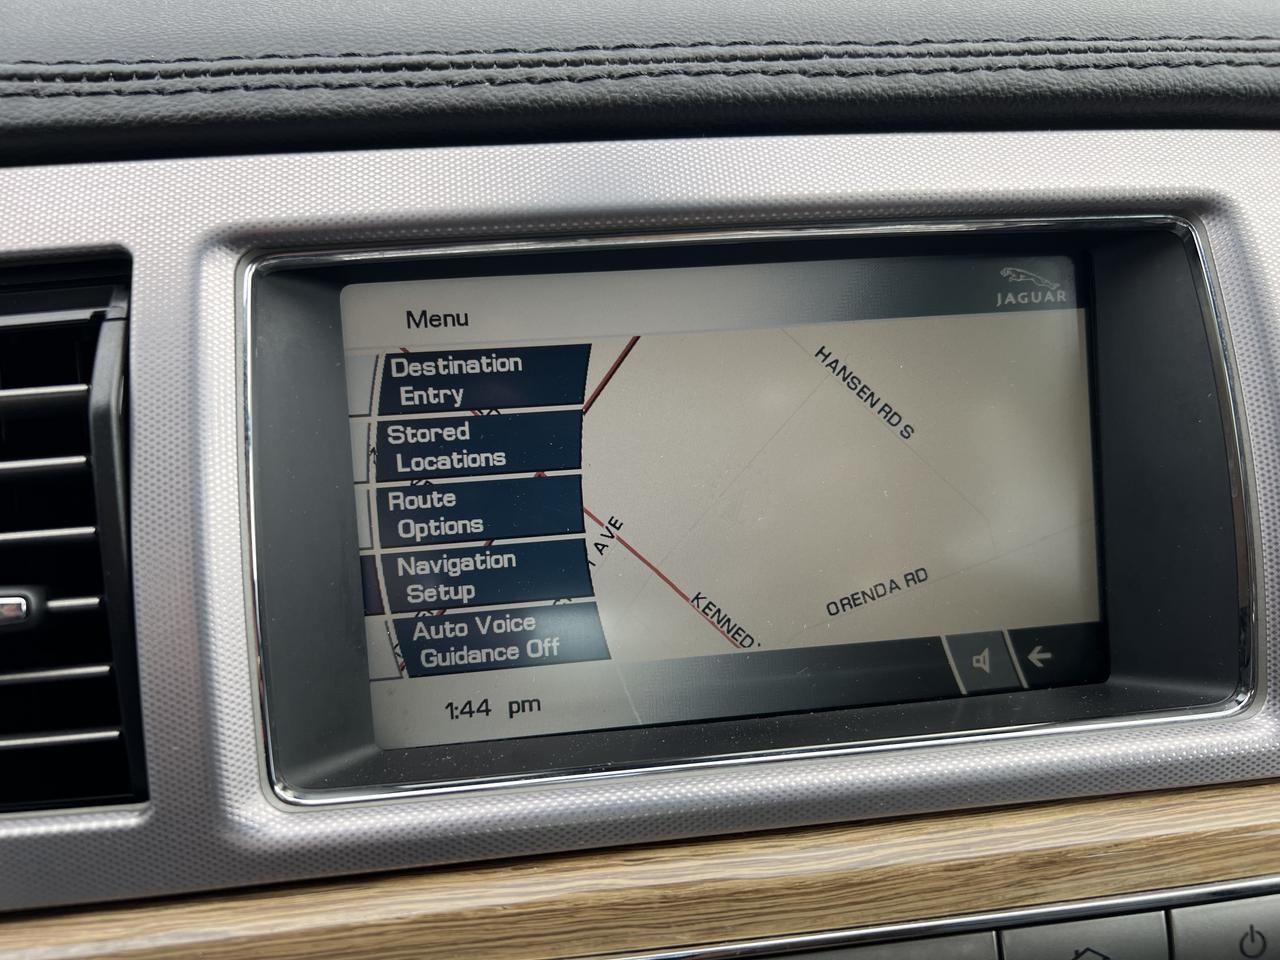 JAGUAR
Menu
Destination
Entry
Stored
Locations
Route
Options
Navigation
Setup
Auto Voice
Guidance Off
HANSEN RD S
AVE
KENNED
ORENDA RD
1:44 pm